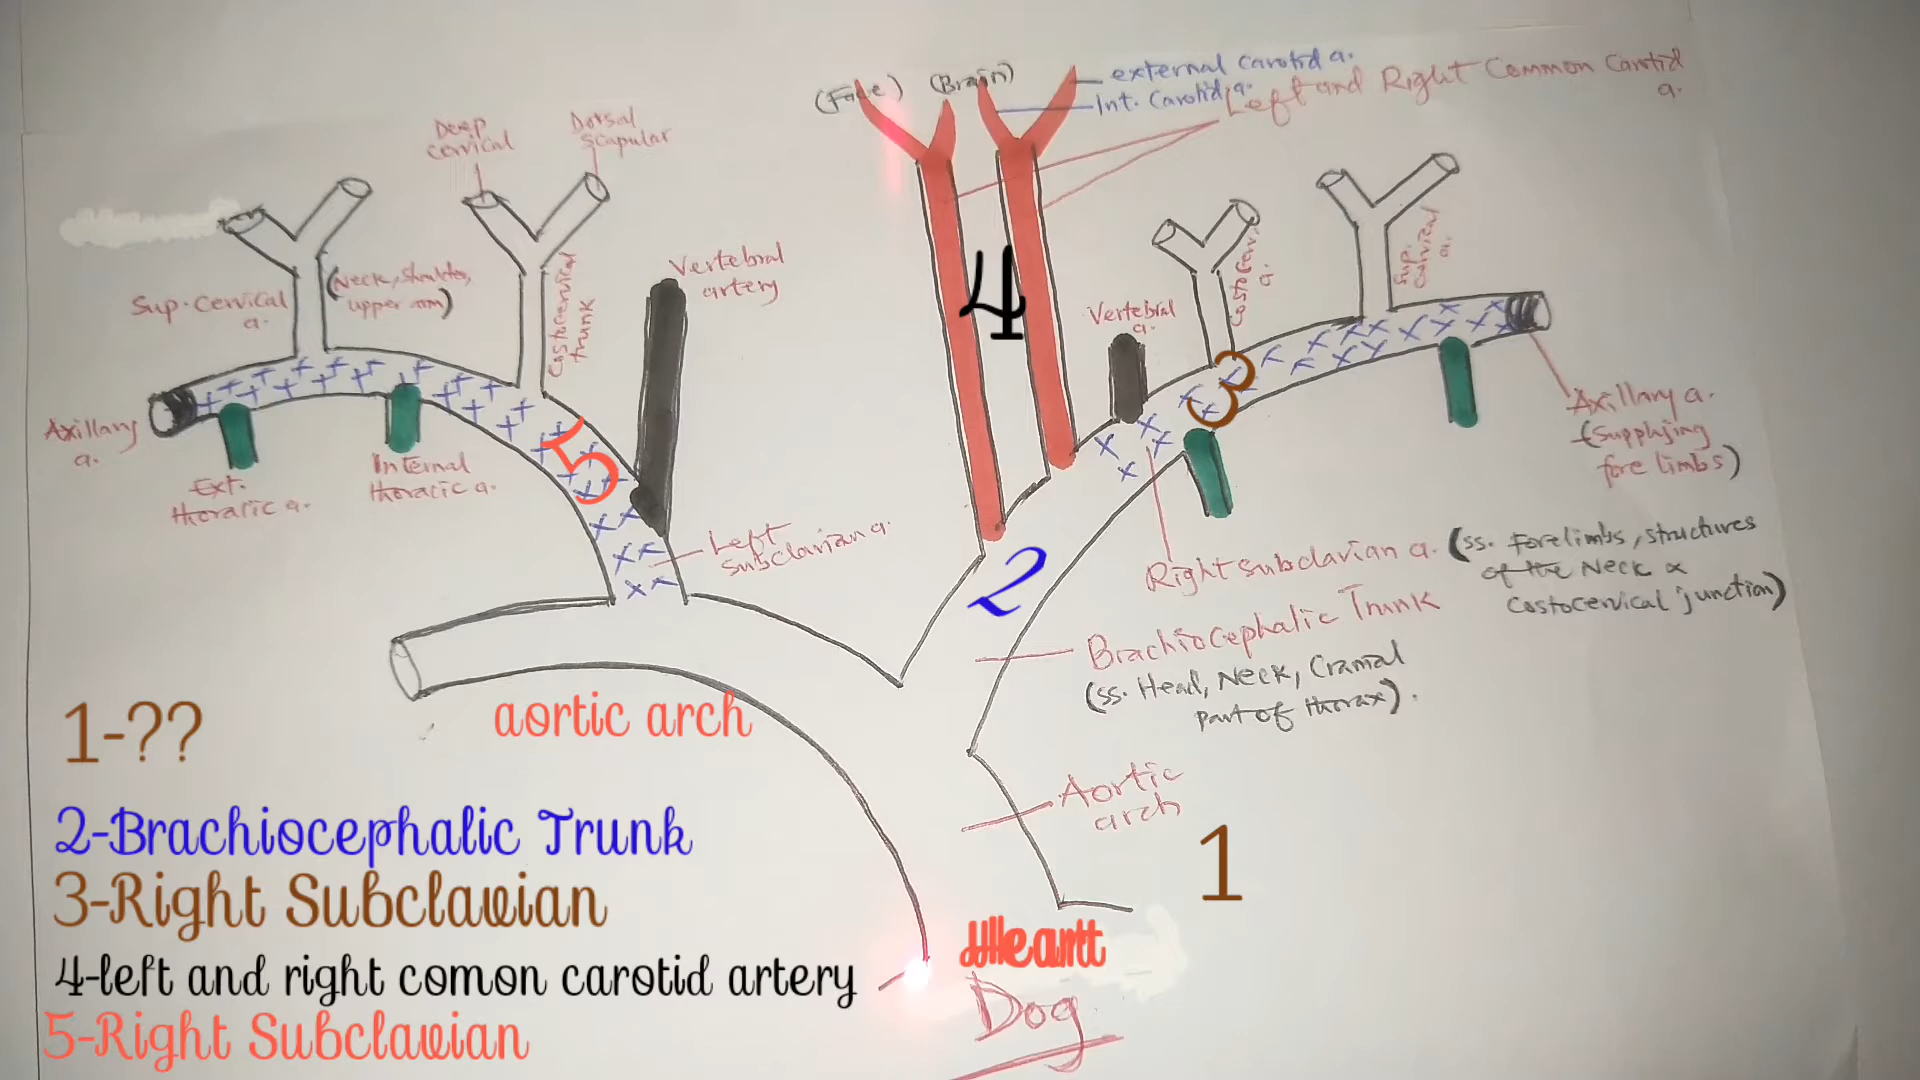 (Face) (Brain)
external carotid a.
Int. Carotid a.
Left and Right Common Carotid
a.
Deep
cervical
Dorsal
scapular
Sup. Cervical
a.
(Neck, shoulder,
upper arm)
Costocervical
trunk
Vertebral
artery
4
Vertebral
a.
Costocerv.
a.
Sup.
Cervical
a.
3
Axillary
a.
Ext.
thoracic a.
Internal
thoracic a.
5
Left
subclavian a.
Axillary a.
(supplying
fore limbs)
2
Right subclavian a. (ss. forelimbs, structures
of the Neck &
costocervical junction)
Brachiocephalic Trunk
(ss. Head, Neck, Cranial
part of thorax).
aortic arch
Aortic
arch
1
1-??
2-Brachiocephalic Trunk
3-Right Subclavian
4-left and right comon carotid artery
5-Right Subclavian
Heart
Dog